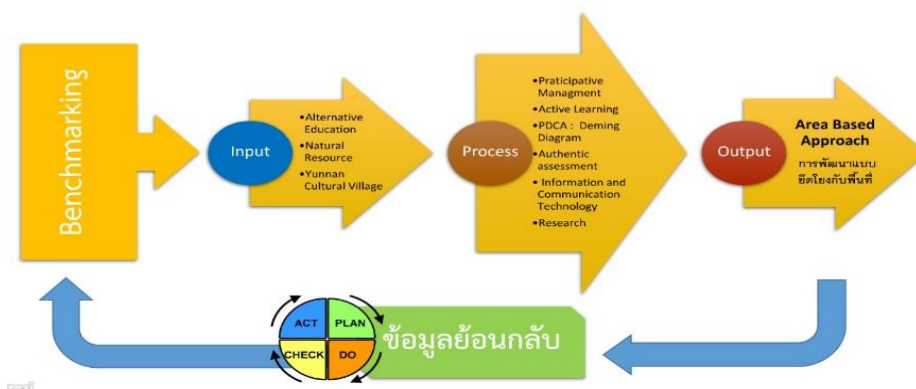 Benchmarking
Input
•Alternative
Education
•Natural
Resource
•Yunnan
Cultural Village
Process
•Praticipative
Managment
•Active Learning
•PDCA : Deming
Diagram
•Authentic
assessment
• Information and
Communication
Technology
•Research
Output
Area Based
Approach
การพัฒนาแบบ
ยึดโยงกับพื้นที่
ACT
PLAN
CHECK
DO
ข้อมูลย้อนกลับ